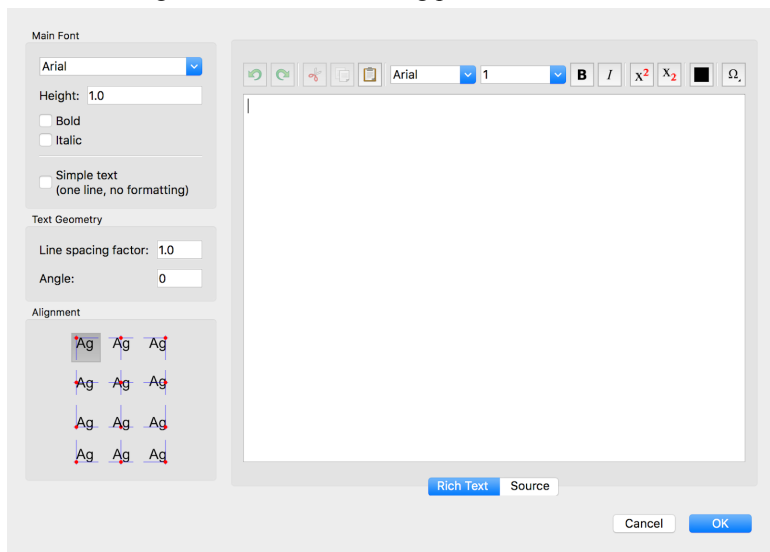 Main Font
Arial
Height: 1.0
Bold
Italic
Simple text
(one line, no formatting)
Text Geometry
Line spacing factor: 1.0
Angle: 0
Alignment
Ag Ag Ag
Ag Ag Ag
Ag Ag Ag
Ag Ag Ag
Arial 1 B I X² X₂ Ω
Rich Text Source
Cancel OK